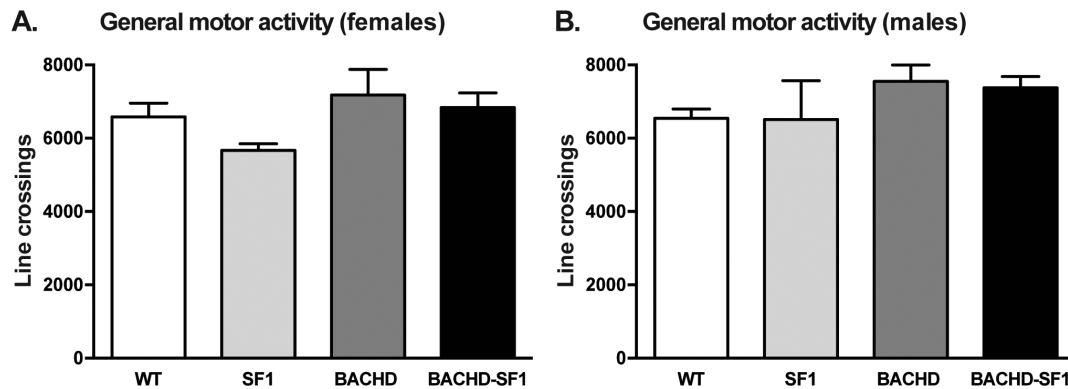 A. General motor activity (females)
Line crossings
8000
6000
4000
2000
0
WT SF1 BACHD BACHD-SF1
B. General motor activity (males)
Line crossings
8000
6000
4000
2000
0
WT SF1 BACHD BACHD-SF1